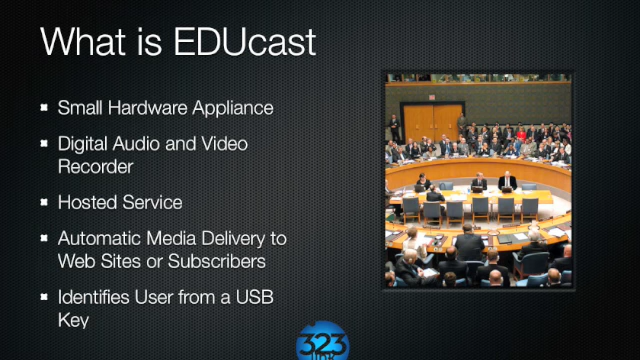 What is EDUcast
Small Hardware Appliance
Digital Audio and Video
Recorder
Hosted Service
Automatic Media Delivery to
Web Sites or Subscribers
Identifies User from a USB
Key
323
link